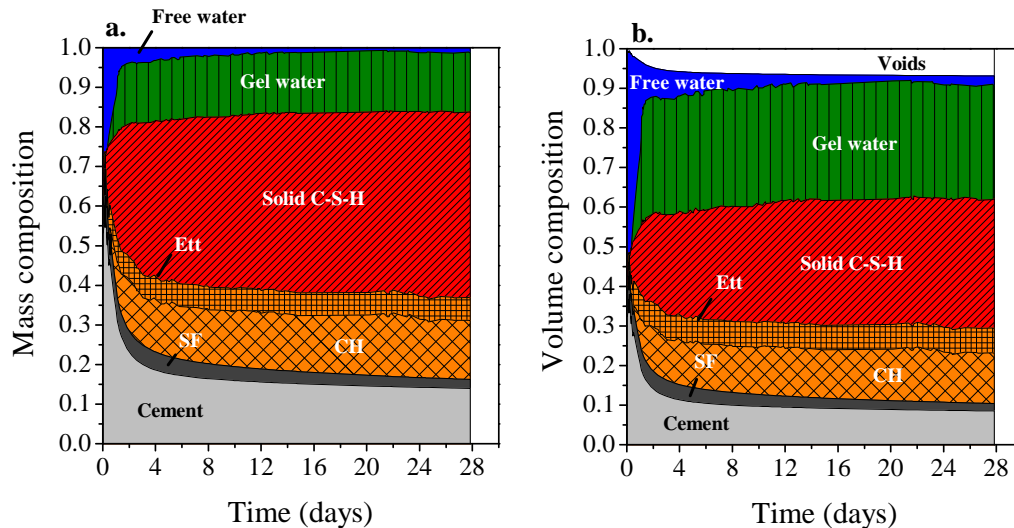 a.
Free water
1.0
0.9
0.8
0.7
0.6
0.5
0.4
0.3
0.2
0.1
0.0
Mass composition
Gel water
Solid C-S-H
Ett
SF
CH
Cement
0 4 8 12 16 20 24 28
Time (days)
b.
1.0
0.9
0.8
0.7
0.6
0.5
0.4
0.3
0.2
0.1
0.0
Volume composition
Voids
Free water
Gel water
Solid C-S-H
Ett
SF
CH
Cement
0 4 8 12 16 20 24 28
Time (days)